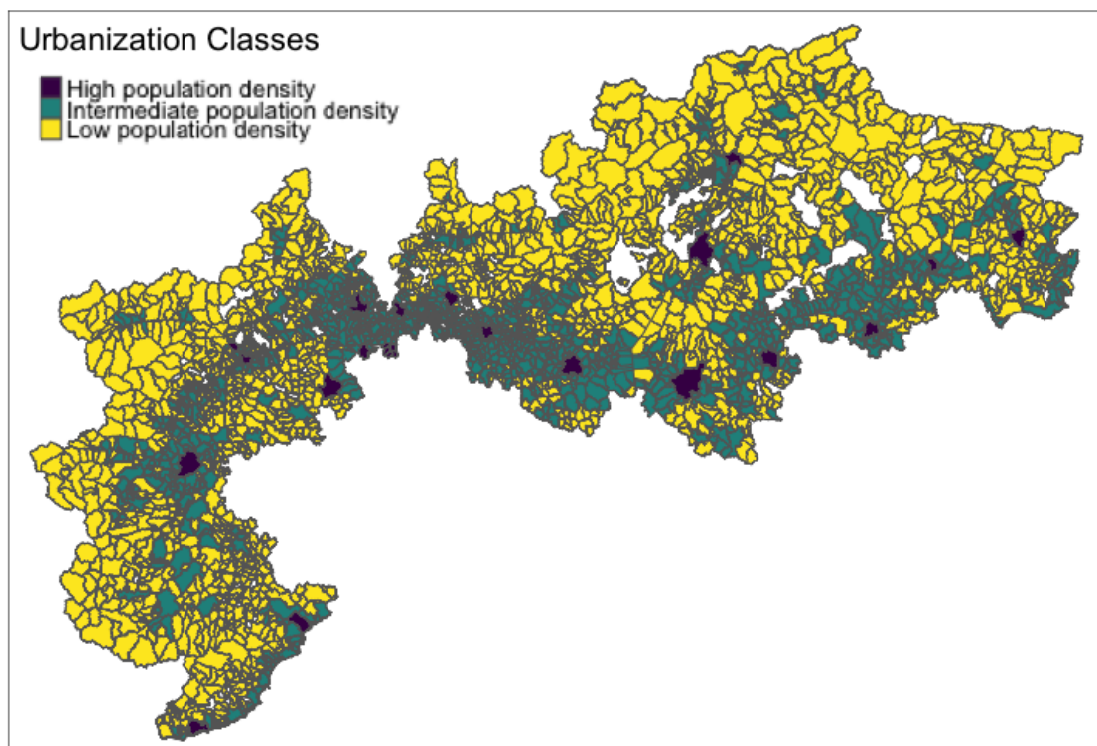 Urbanization Classes
High population density
Intermediate population density
Low population density